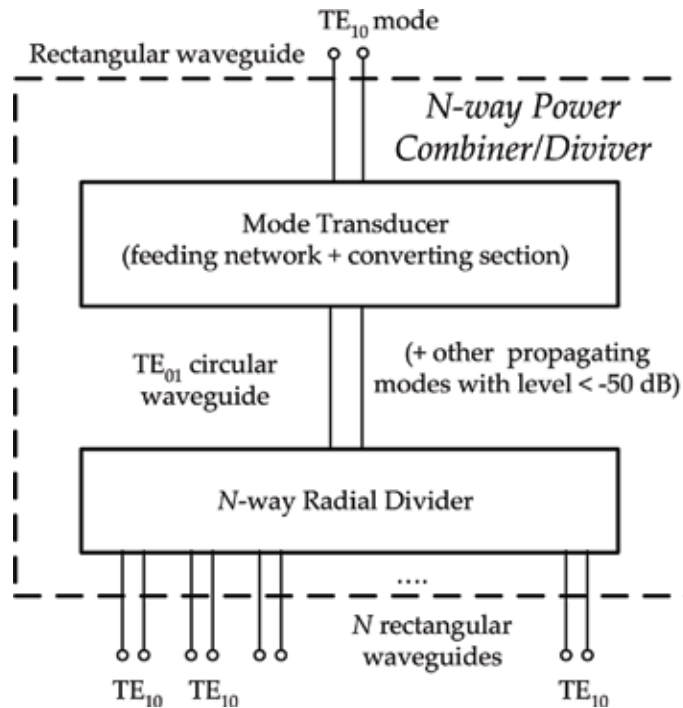 TE10 mode
Rectangular waveguide
N-way Power
Combiner/Diviver
Mode Transducer
(feeding network + converting section)
TE01 circular
waveguide
(+ other propagating
modes with level < -50 dB)
N-way Radial Divider
....
N rectangular
waveguides
TE10 TE10 TE10